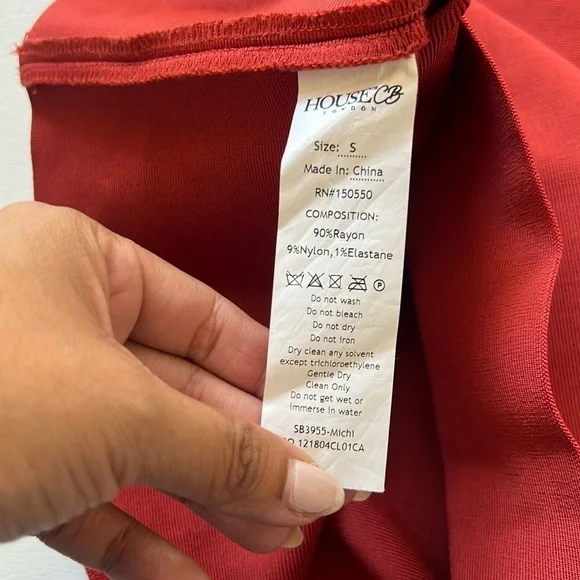 HOUSE CB
LONDON
Size: S
Made In: China
RN#150550
COMPOSITION:
90%Rayon
9%Nylon,1%Elastane
P
Do not wash
Do not bleach
Do not dry
Do not iron
Dry clean any solvent
except trichloroethylene
Gentle Dry
Clean Only
Do not get wet or
immerse in water
SB3955-Michi
121804CL01CA